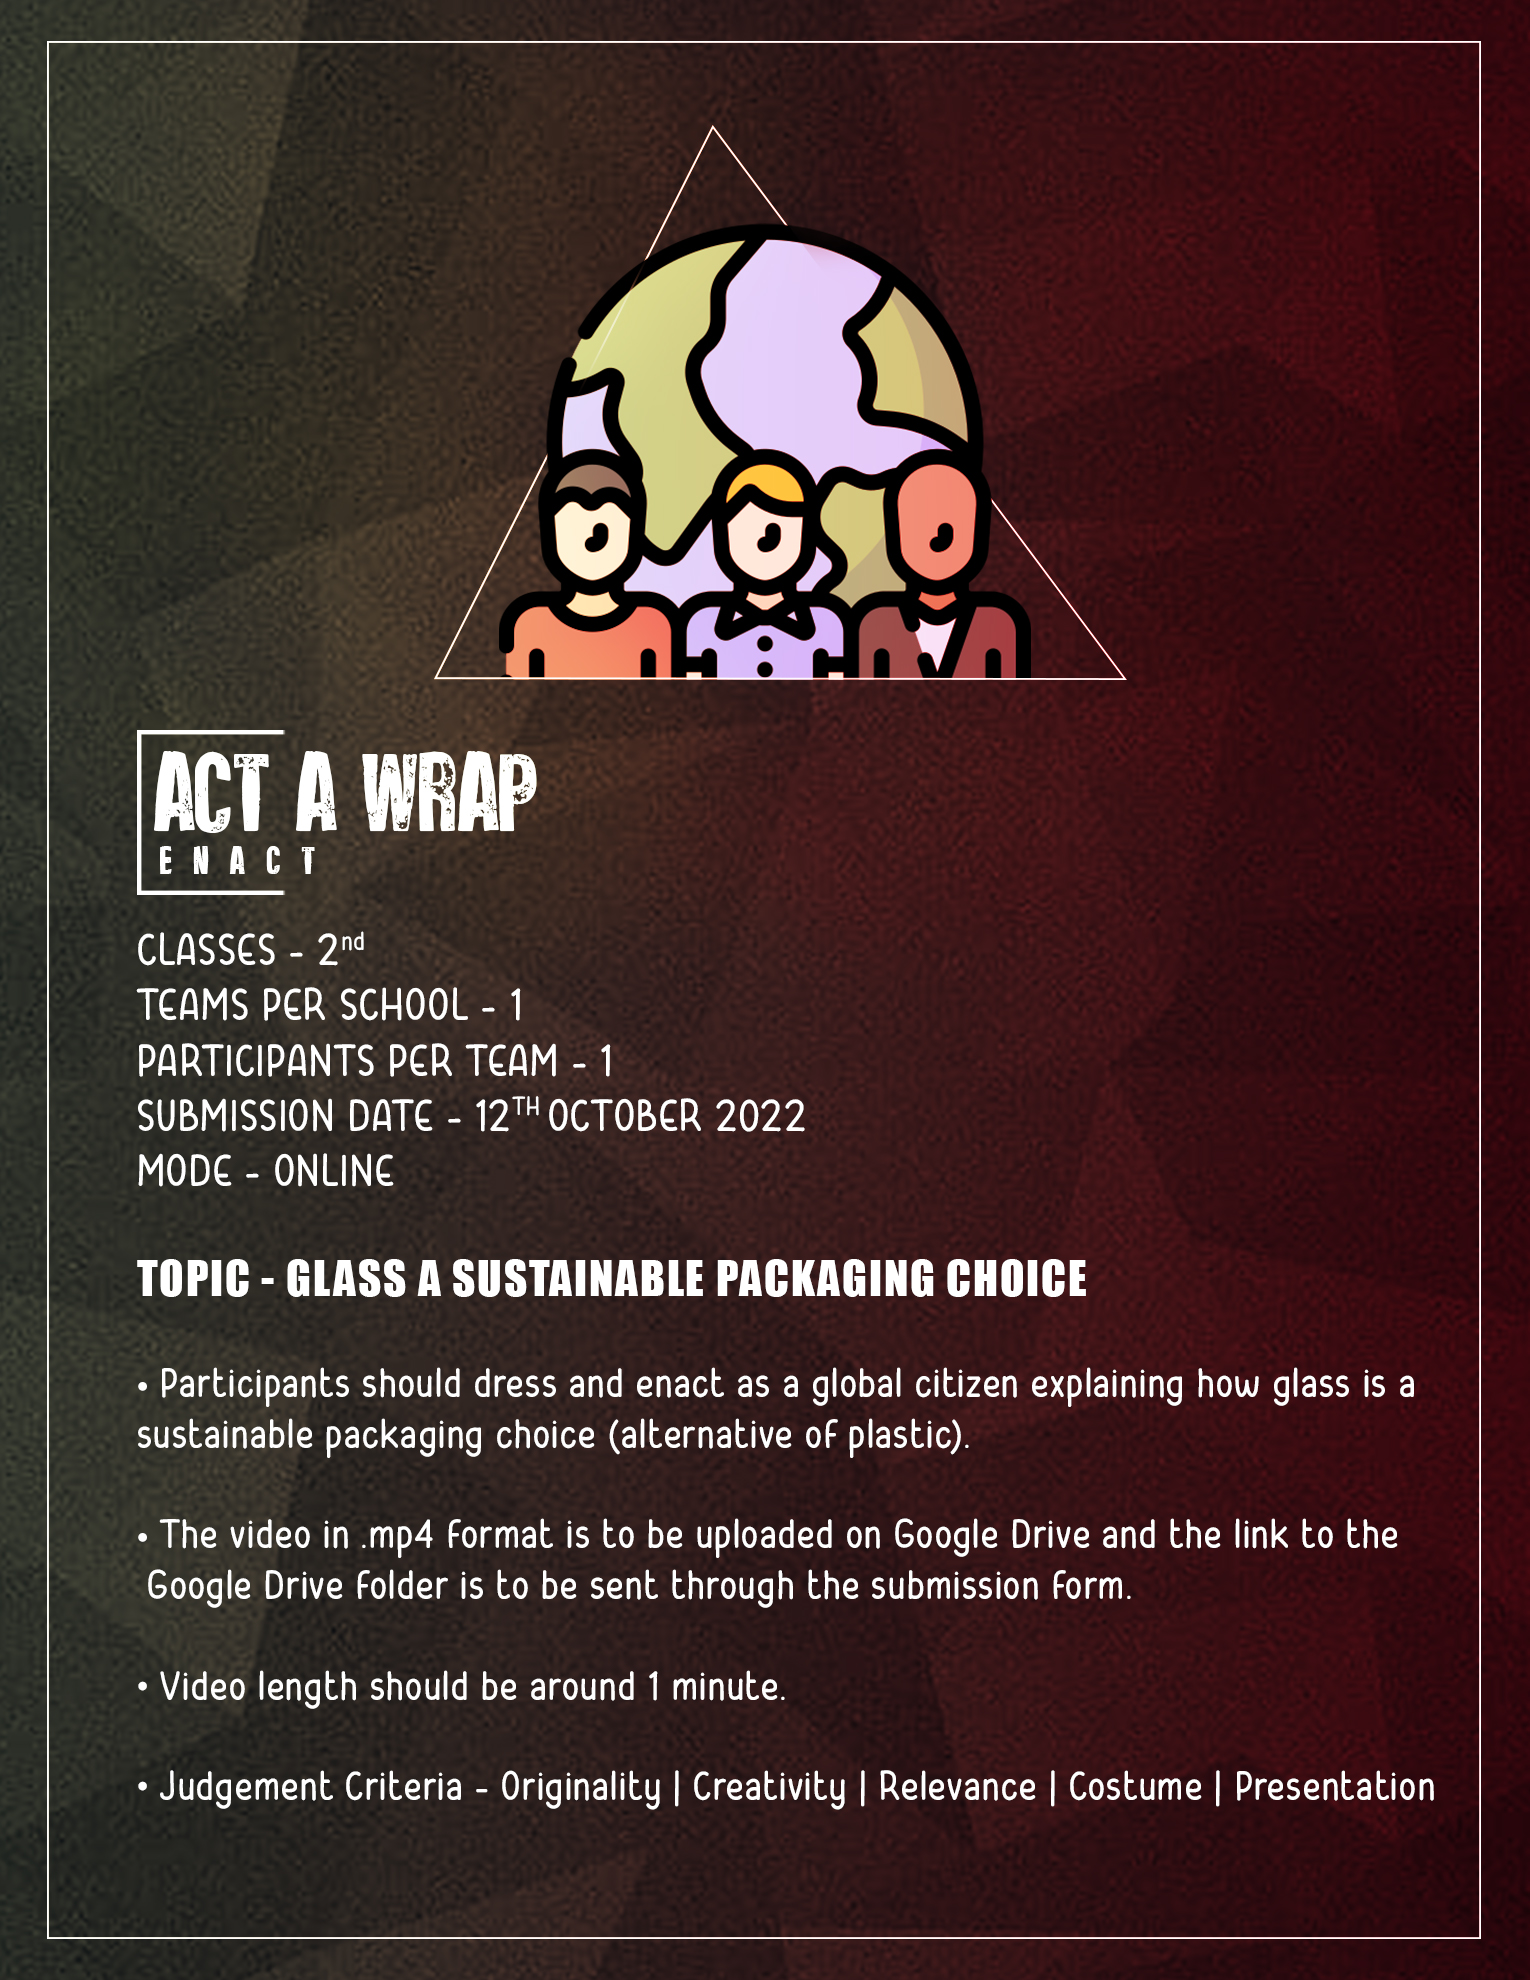 ACT A WRAP
ENACT
CLASSES - 2nd
TEAMS PER SCHOOL - 1
PARTICIPANTS PER TEAM - 1
SUBMISSION DATE - 12TH OCTOBER 2022
MODE - ONLINE
TOPIC - GLASS A SUSTAINABLE PACKAGING CHOICE
• Participants should dress and enact as a global citizen explaining how glass is a
sustainable packaging choice (alternative of plastic).
• The video in .mp4 format is to be uploaded on Google Drive and the link to the
Google Drive folder is to be sent through the submission form.
• Video length should be around 1 minute.
• Judgement Criteria - Originality | Creativity | Relevance | Costume | Presentation